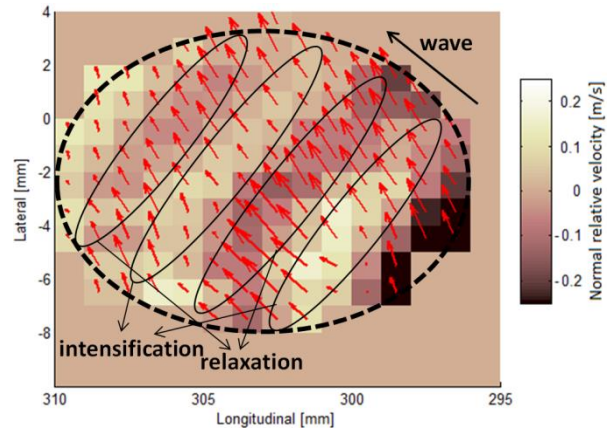 4
2
0
-2
-4
-6
-8
Lateral [mm]
wave
intensification
relaxation
310
305
300
295
Longitudinal [mm]
0.2
0.1
0
-0.1
-0.2
Normal relative velocity [m/s]